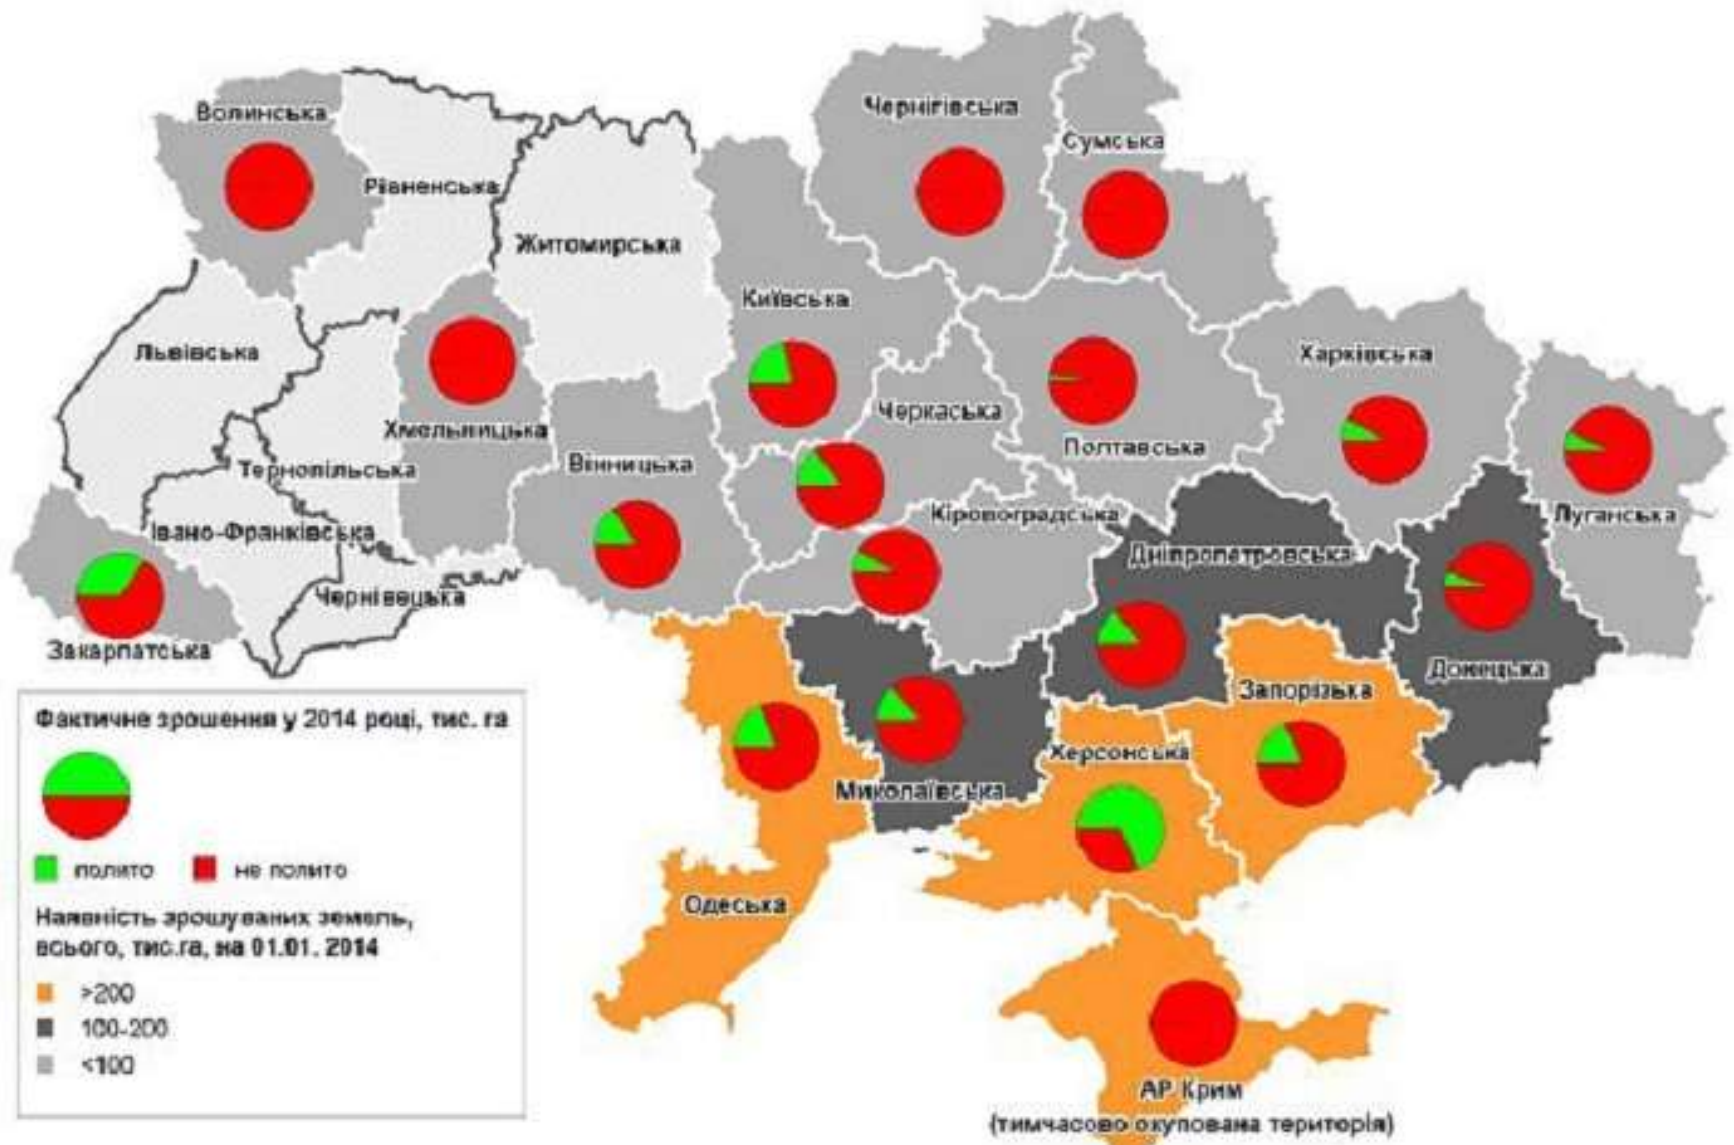 Волинська
Рівненська
Житомирська
Чернігівська
Сумська
Київська
Львівська
Хмельницька
Тернопільська
Вінницька
Черкаська
Полтавська
Харківська
Луганська
Івано-Франківська
Чернівецька
Закарпатська
Кіровоградська
Дніпропетровська
Донецька
Запорізька
Херсонська
Миколаївська
Одеська
АР Крим
(тимчасово окупована територія)
Фактичне зрошення у 2014 році, тис. га
полито не полито
Наявність зрошуваних земель,
всього, тис.га, на 01.01. 2014
>200
100-200
<100